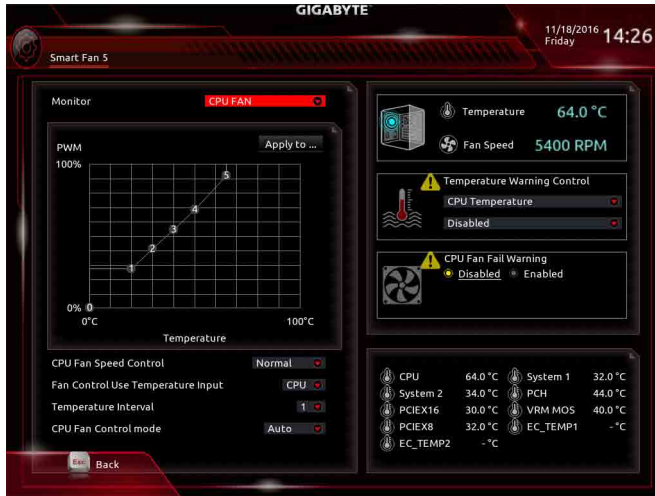 GIGABYTE
11/18/2016 14:26
Friday
Smart Fan 5
Monitor CPU FAN
PWM Apply to ...
100%
5
4
3
2
1
0% 0
0°C 100°C
Temperature
CPU Fan Speed Control Normal
Fan Control Use Temperature Input CPU
Temperature Interval 1
CPU Fan Control mode Auto
Esc Back
Temperature 64.0 °C
Fan Speed 5400 RPM
Temperature Warning Control
CPU Temperature
Disabled
CPU Fan Fail Warning
Disabled Enabled
CPU 64.0 °C System 1 32.0 °C
System 2 34.0 °C PCH 44.0 °C
PCIEX16 30.0 °C VRM MOS 40.0 °C
PCIEX8 32.0 °C EC_TEMP1 - °C
EC_TEMP2 - °C